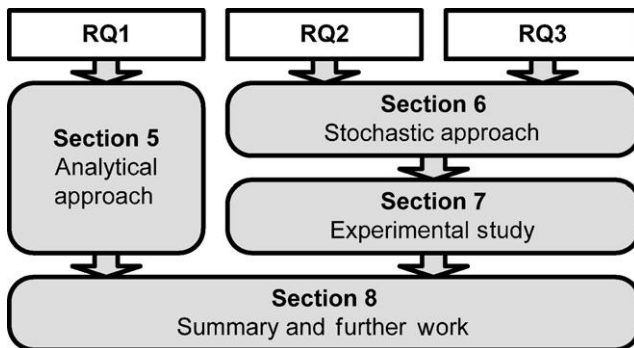 RQ1
RQ2
RQ3
Section 5
Analytical
approach
Section 6
Stochastic approach
Section 7
Experimental study
Section 8
Summary and further work